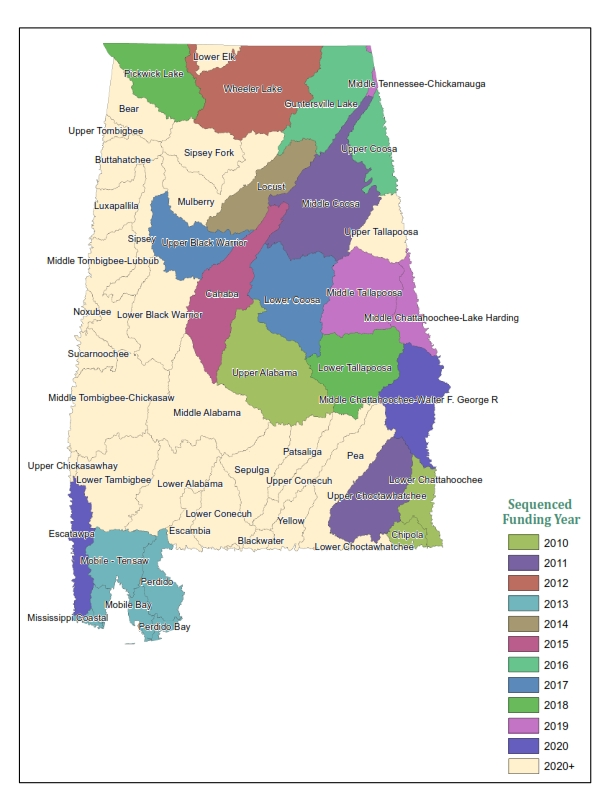 Lower Elk
Pickwick Lake
Middle Tennessee-Chickamauga
Wheeler Lake
Guntersville Lake
Bear
Upper Tombigbee
Upper Coosa
Sipsey Fork
Buttahatchee
Locust
Mulberry
Middle Coosa
Luxapallila
Upper Tallapoosa
Sipsey
Upper Black Warrior
Middle Tombigbee-Lubbub
Cahaba
Middle Tallapoosa
Lower Coosa
Noxubee
Lower Black Warrior
Middle Chattahoochee-Lake Harding
Sucarnoochee
Lower Tallapoosa
Upper Alabama
Middle Tombigbee-Chickasaw
Middle Chattahoochee-Walter F. George R
Middle Alabama
Patsaliga
Pea
Upper Chickasawhay
Sepulga
Lower Tambigbee
Lower Alabama
Upper Conecuh
Lower Chattahoochee
Upper Choctawhatchee
Lower Conecuh
Yellow
Escatawpa
Escambia
Chipola
Blackwater
Lower Choctawhatchee
Mobile - Tensaw
Perdido
Mobile Bay
Mississippi Coastal
Perdido Bay
Sequenced
Funding Year
2010
2011
2012
2013
2014
2015
2016
2017
2018
2019
2020
2020+